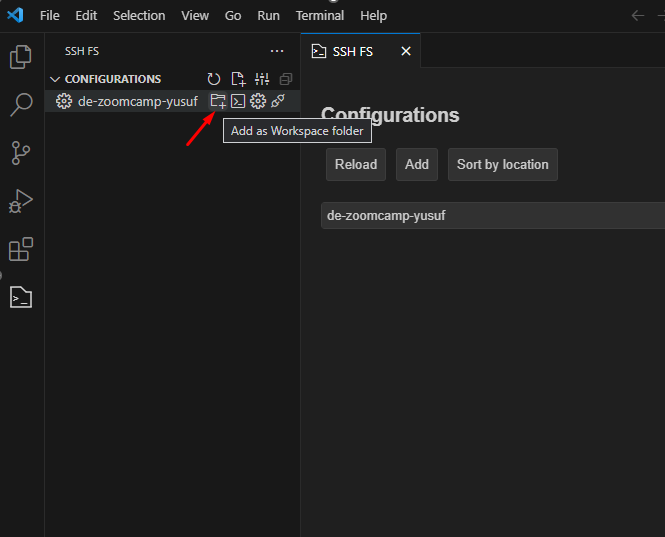 File Edit Selection View Go Run Terminal Help
SSH FS
CONFIGURATIONS
de-zoomcamp-yusuf
Add as Workspace folder
SSH FS
Configurations
Reload Add Sort by location
de-zoomcamp-yusuf